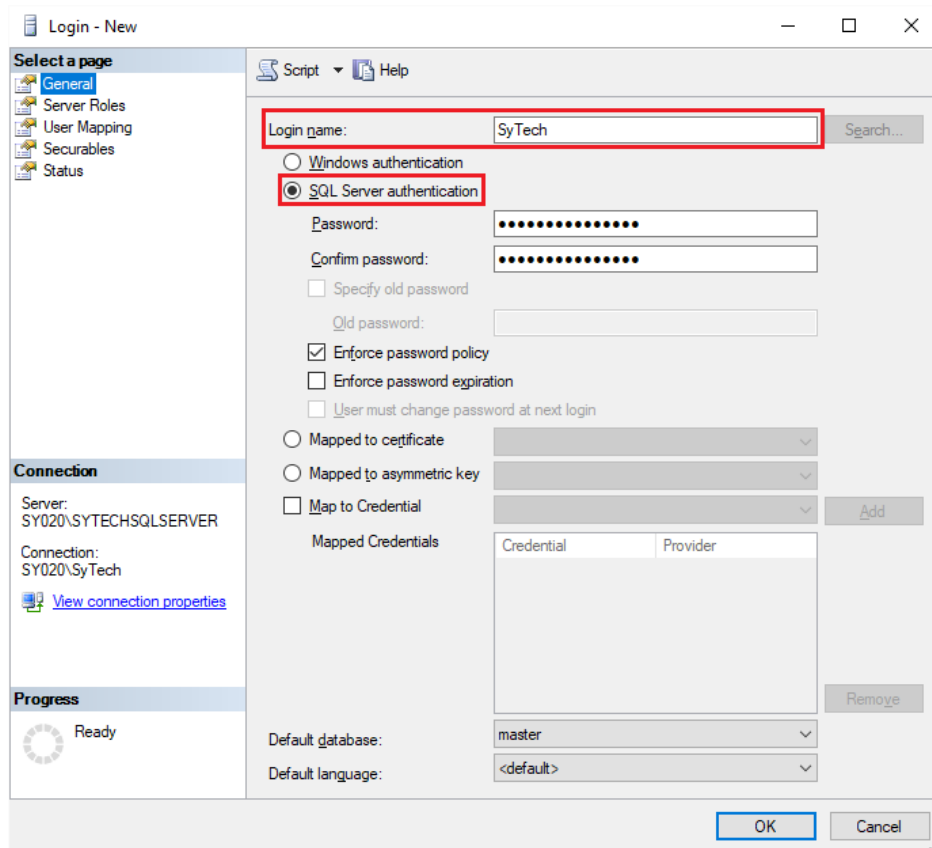 Login - New
Select a page
General
Server Roles
User Mapping
Securables
Status
Connection
Server:
SY020\SYTECHSQLSERVER
Connection:
SY020\SyTech
View connection properties
Progress
Ready
Script Help
Login name: SyTech Search...
Windows authentication
SQL Server authentication
Password: •••••••••••••••
Confirm password: •••••••••••••••
Specify old password
Old password:
Enforce password policy
Enforce password expiration
User must change password at next login
Mapped to certificate
Mapped to asymmetric key
Map to Credential Add
Mapped Credentials Credential Provider
Remove
Default database: master
Default language: <default>
OK Cancel